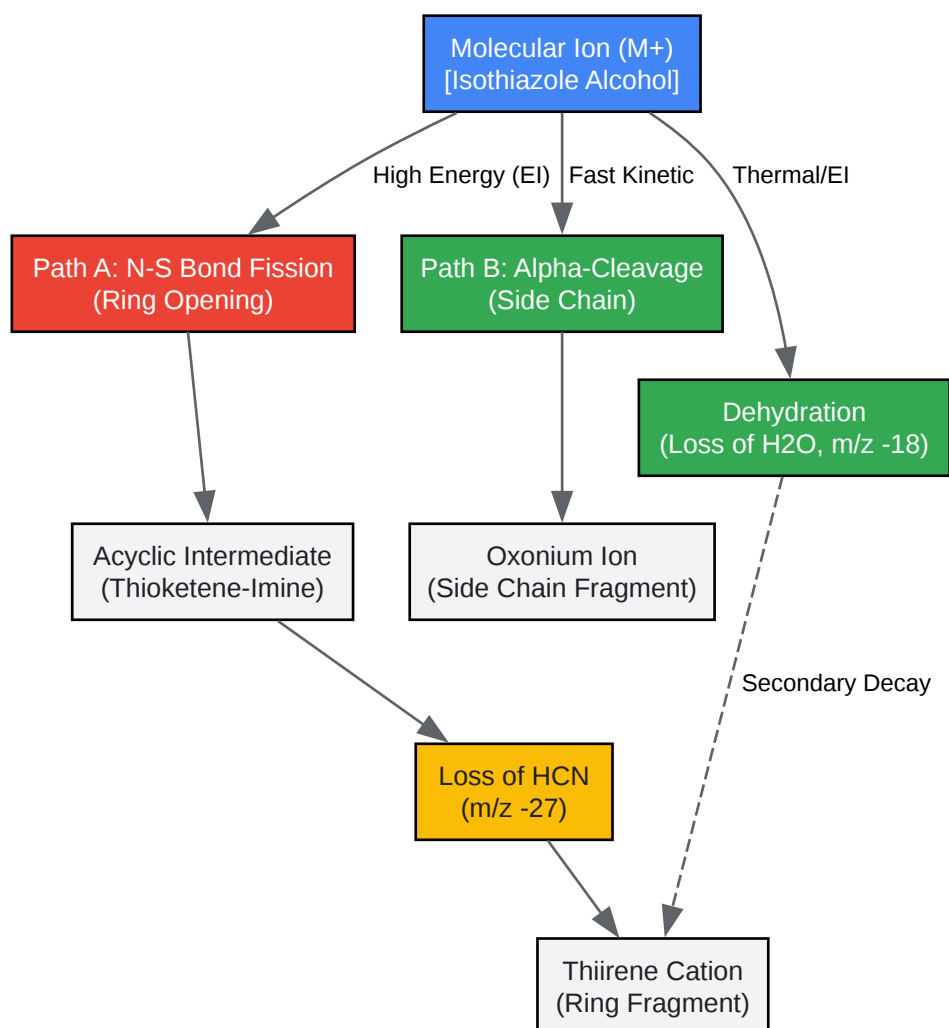 Molecular Ion (M+)
[Isothiazole Alcohol]
High Energy (EI)
Fast Kinetic
Thermal/EI
Path A: N-S Bond Fission
(Ring Opening)
Path B: Alpha-Cleavage
(Side Chain)
Dehydration
(Loss of H2O, m/z -18)
Acyclic Intermediate
(Thioketene-Imine)
Oxonium Ion
(Side Chain Fragment)
Secondary Decay
Loss of HCN
(m/z -27)
Thiirene Cation
(Ring Fragment)